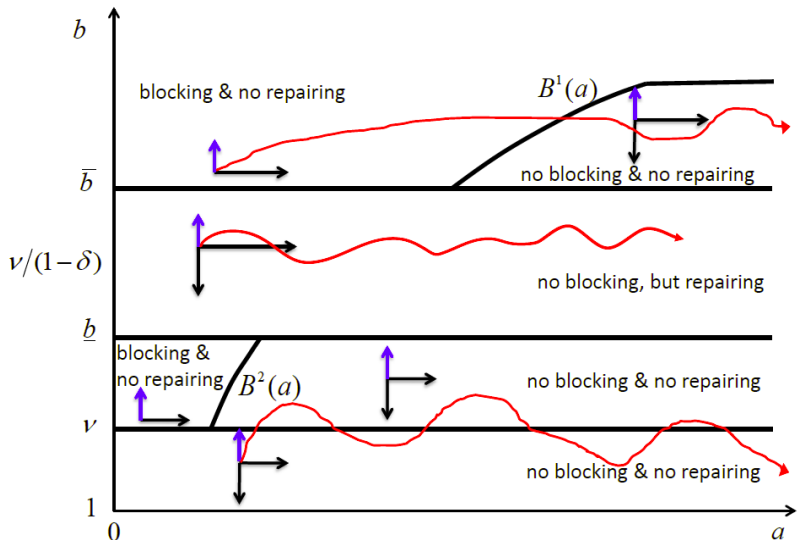 b
blocking & no repairing
B¹(a)
b̅
no blocking & no repairing
ν/(1−δ)
no blocking, but repairing
b̲
blocking &
no repairing
B²(a)
no blocking & no repairing
ν
no blocking & no repairing
1
0
a